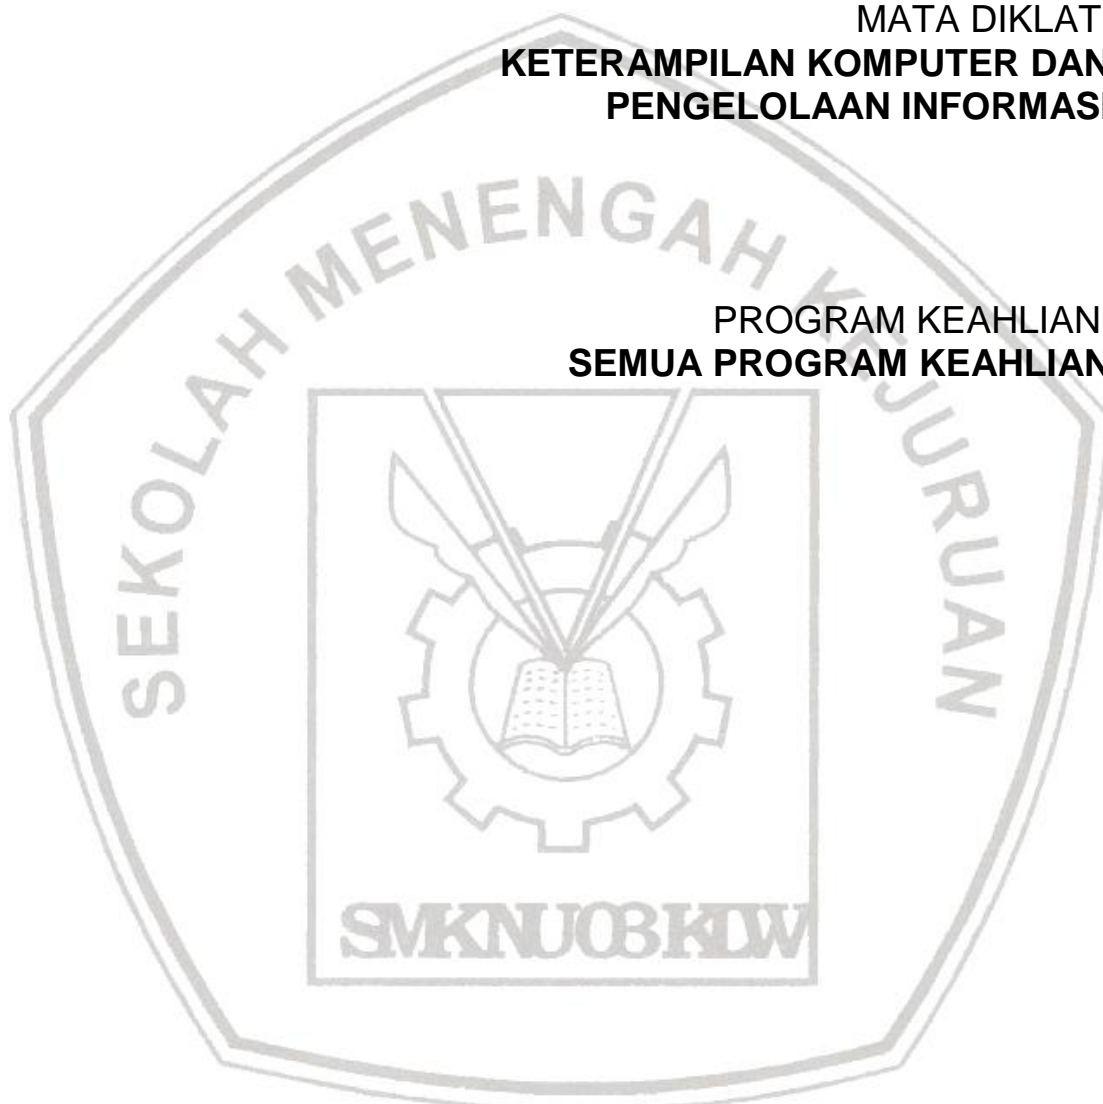 MATA DIKLAT
KETERAMPILAN KOMPUTER DAN
PENGELOLAAN INFORMASI
PROGRAM KEAHLIAN
SEMUA PROGRAM KEAHLIAN
SEKOLAH MENENGAH KEJURUAN
SMKNU03KDW